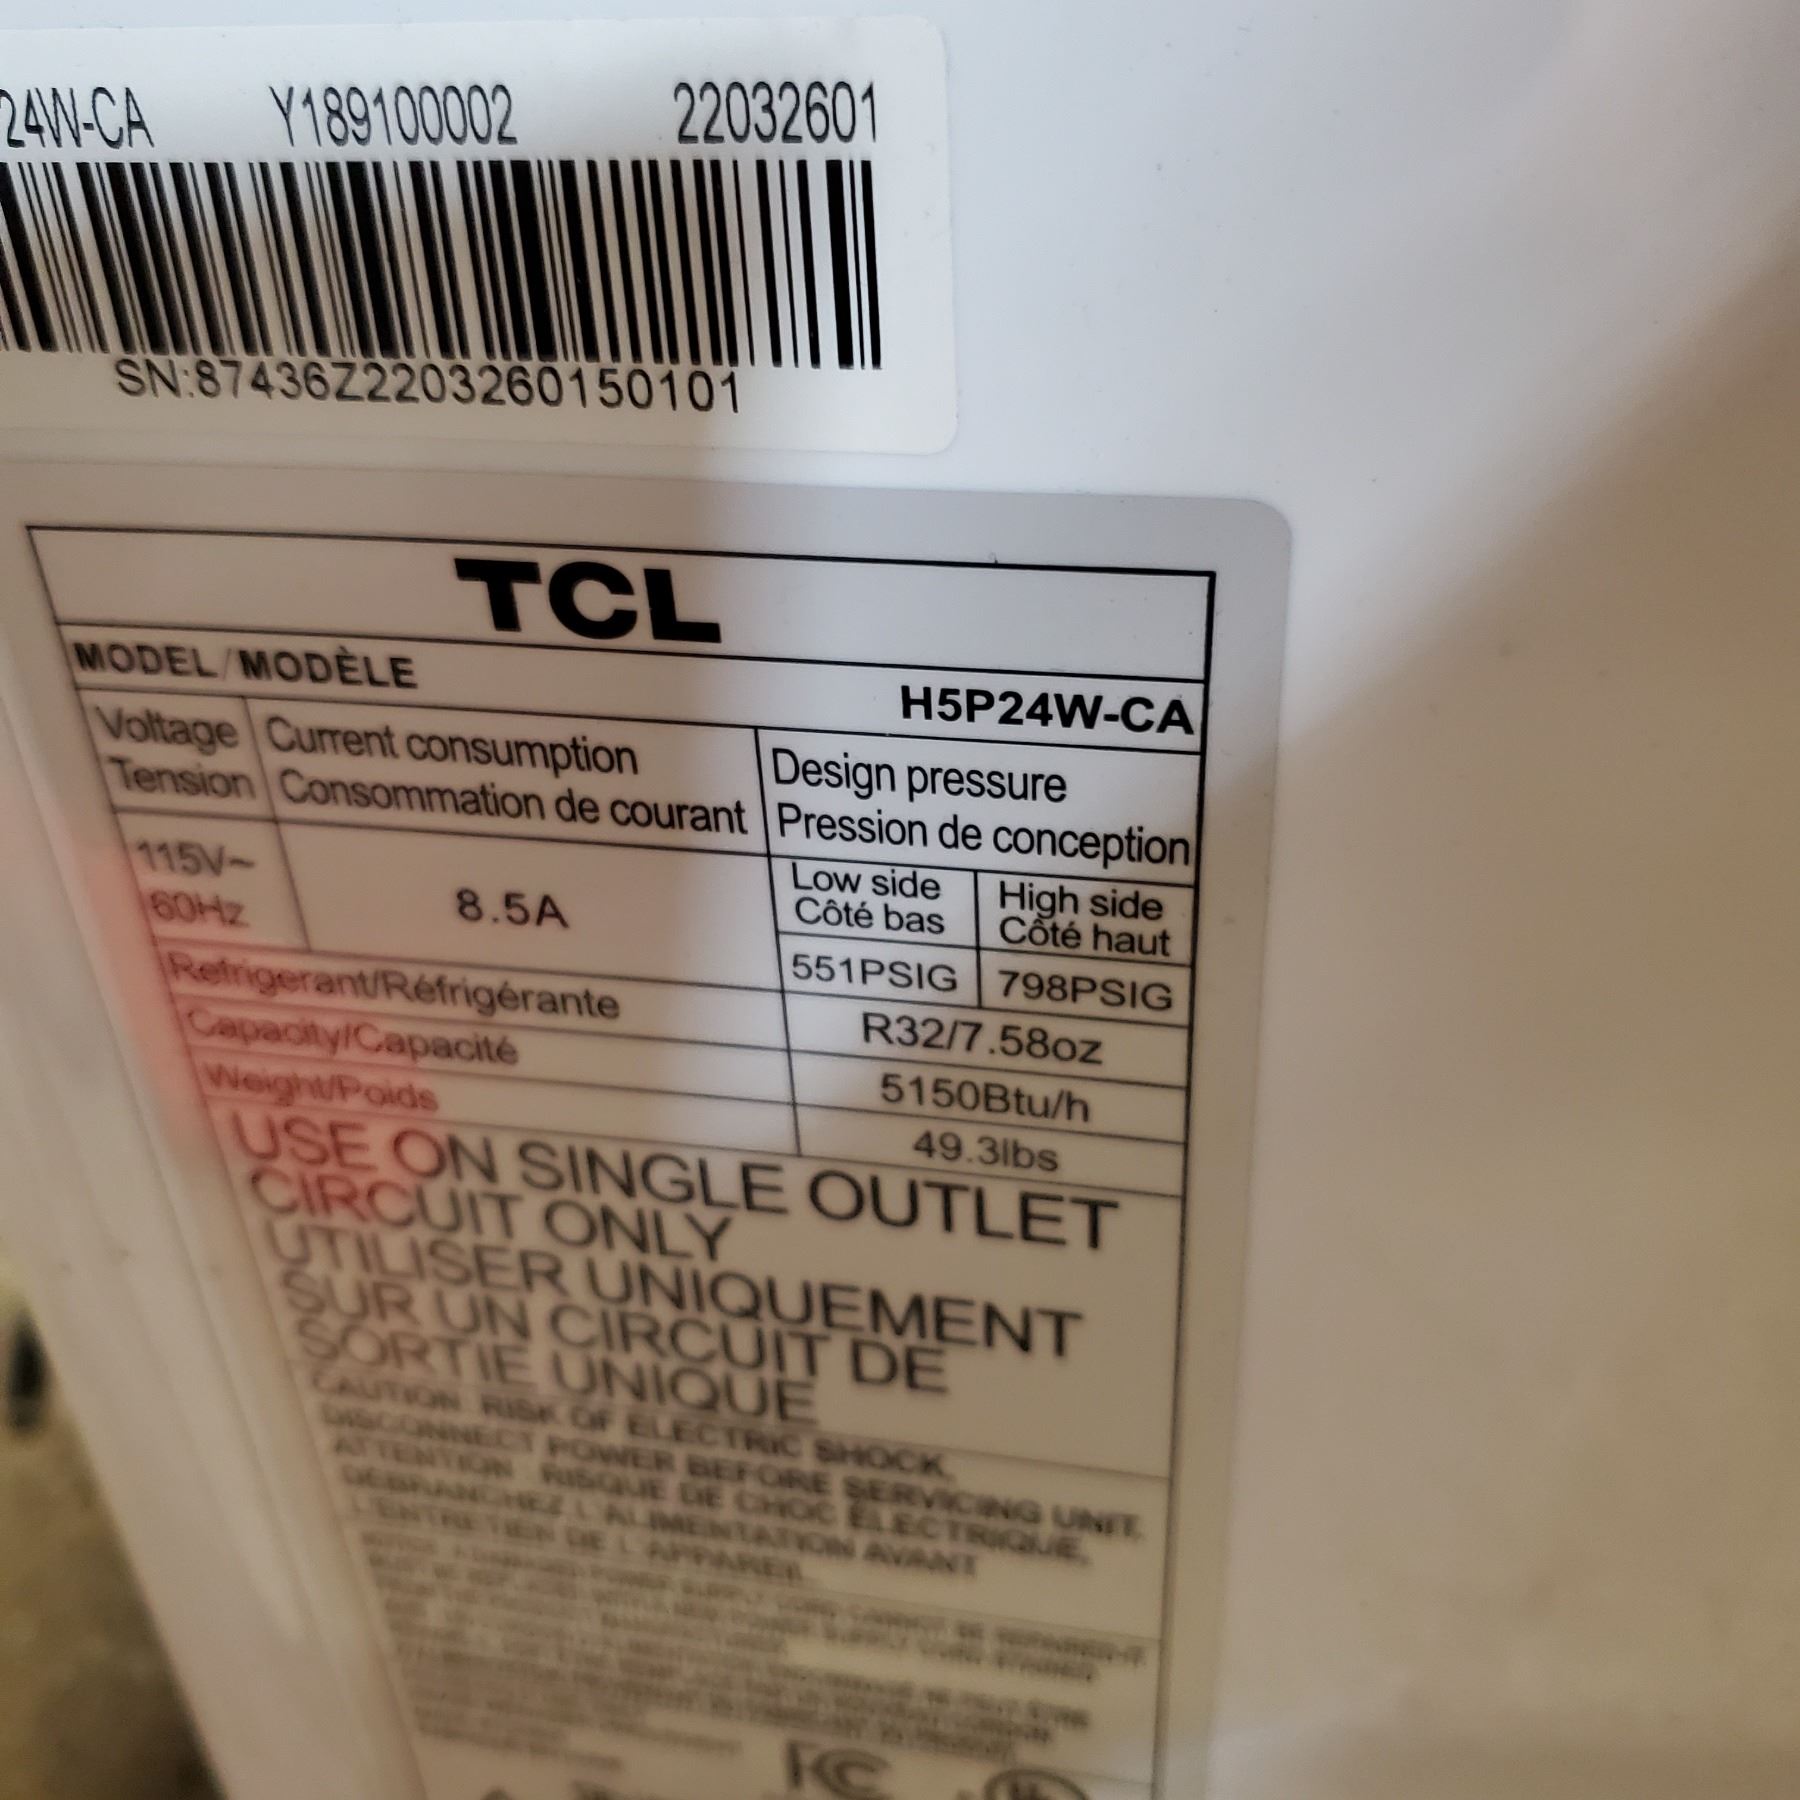 24W-CA Y189100002 22032601
SN:87436Z2203260150101
TCL
MODEL/MODÈLE H5P24W-CA
Voltage Current consumption Design pressure
Tension Consommation de courant Pression de conception
115V~ Low side High side
60Hz 8.5A Côté bas Côté haut
551PSIG 798PSIG
Refrigerant/Réfrigérante R32/7.58oz
Capacity/Capacité 5150Btu/h
Weight/Poids 49.3lbs
USE ON SINGLE OUTLET
CIRCUIT ONLY
UTILISER UNIQUEMENT
SUR UN CIRCUIT DE
SORTIE UNIQUE
CAUTION: RISK OF ELECTRIC SHOCK,
DISCONNECT POWER BEFORE SERVICING UNIT.
ATTENTION : RISQUE DE CHOC ÉLECTRIQUE,
DEBRANCHEZ L'ALIMENTATION AVANT
L'ENTRETIEN DE L'APPAREIL